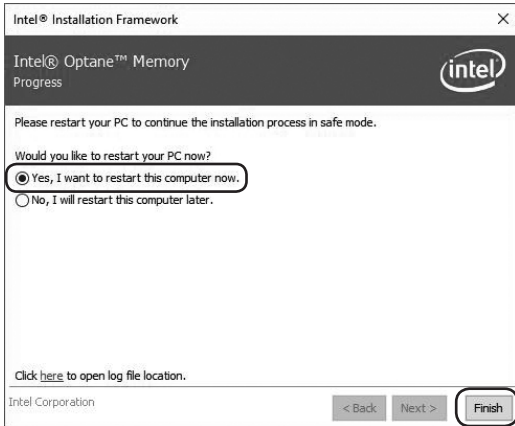 Intel® Installation Framework
Intel® Optane™ Memory
Progress
intel
Please restart your PC to continue the installation process in safe mode.
Would you like to restart your PC now?
Yes, I want to restart this computer now.
No, I will restart this computer later.
Click here to open log file location.
Intel Corporation
< Back Next > Finish